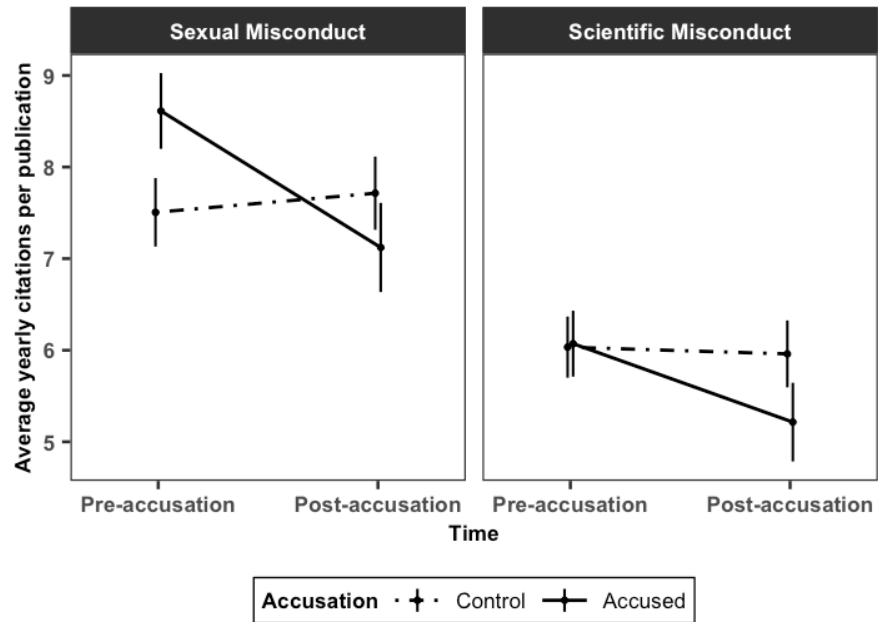 Sexual Misconduct
Scientific Misconduct
Average yearly citations per publication
9
8
7
6
5
Pre-accusation Post-accusation Pre-accusation Post-accusation
Time
Accusation Control Accused